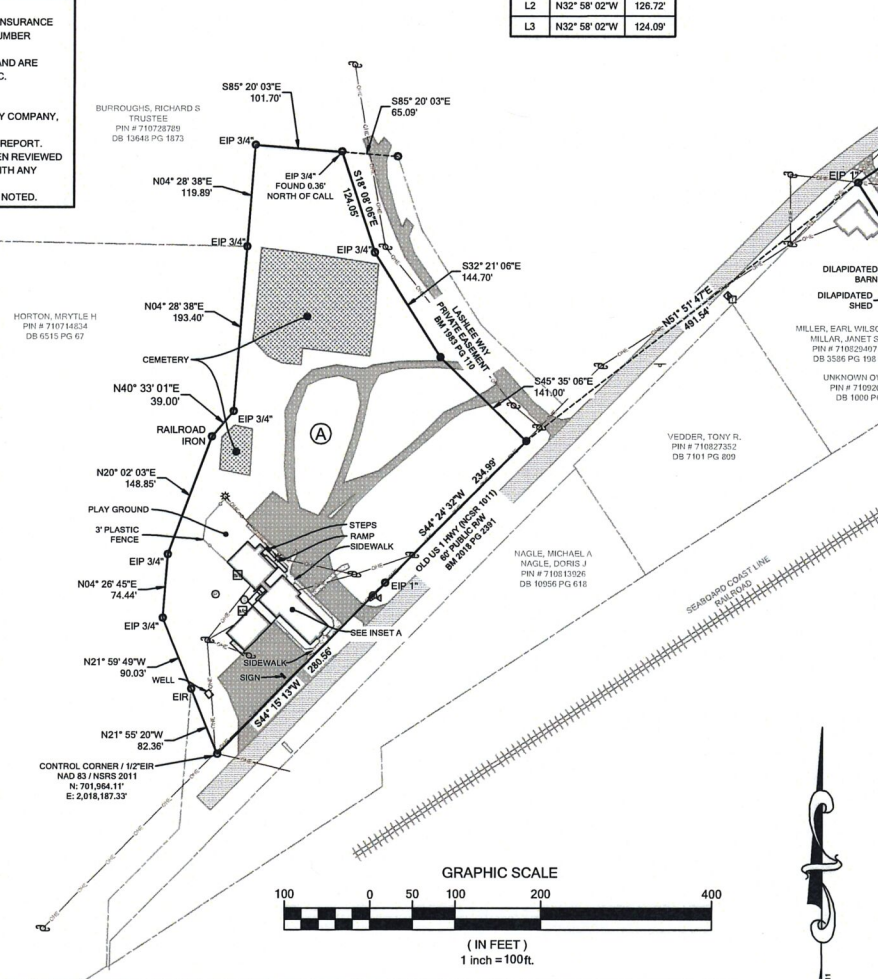 NSURANCE
UMBER
AND ARE
C.
Y COMPANY,
REPORT.
EN REVIEWED
ITH ANY
NOTED.
L2 N32° 58' 02"W 126.72'
L3 N32° 58' 02"W 124.09'
BURROUGHS, RICHARD S
TRUSTEE
PIN # 710728789
DB 13648 PG 1873
S85° 20' 03"E
101.70'
S85° 20' 03"E
65.09'
EIP 3/4"
EIP 3/4"
FOUND 0.36'
NORTH OF CALL
N04° 28' 38"E
119.89'
S18° 08' 06"E
124.05'
EIP 3/4"
EIP 3/4"
S32° 21' 06"E
144.70'
LASHLEE WAY
PRIVATE EASEMENT
BM 1983 PG 110
HORTON, MRYTLE H
PIN # 710714834
DB 6515 PG 67
N04° 28' 38"E
193.40'
CEMETERY
N40° 33' 01"E
39.00'
EIP 3/4"
RAILROAD
IRON
A
S45° 35' 06"E
141.00'
N51° 51' 47"E
491.54'
EIP 1"
DILAPIDATED
BARN
DILAPIDATED
SHED
MILLER, EARL WILSO
MILLAR, JANET S
PIN # 710829407
DB 3586 PG 198
UNKNOWN O
PIN # 71092
DB 1000 P
VEDDER, TONY R.
PIN # 710827352
DB 7101 PG 809
N20° 02' 03"E
148.85'
PLAY GROUND
3' PLASTIC
FENCE
STEPS
RAMP
SIDEWALK
S44° 24' 32"W 234.99'
OLD US 1 HWY (NCSR 1011)
60' PUBLIC R/W
BM 2018 PG 2391
NAGLE, MICHAEL A
NAGLE, DORIS J
PIN # 710813926
DB 10956 PG 618
SEABOARD COAST LINE
RAILROAD
EIP 3/4"
N04° 26' 45"E
74.44'
EIP 1"
EIP 3/4"
SEE INSET A
N21° 59' 49"W
90.03'
SIDEWALK
SIGN
WELL
EIR
S44° 15' 13"W 280.56'
N21° 55' 20"W
82.36'
CONTROL CORNER / 1/2"EIR
NAD 83 / NSRS 2011
N: 701,964.11'
E: 2,018,187.33'
GRAPHIC SCALE
100 0 50 100 200 400
( IN FEET )
1 inch = 100 ft.